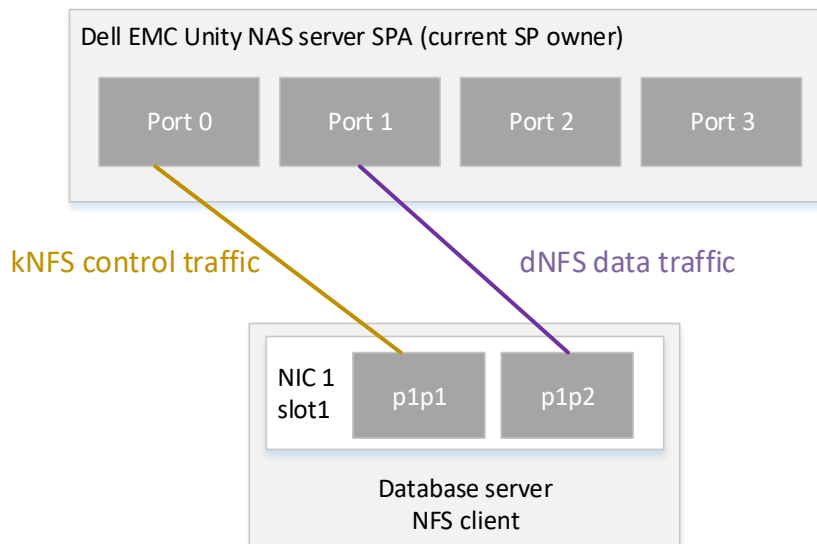 Dell EMC Unity NAS server SPA (current SP owner)
Port 0
Port 1
Port 2
Port 3
kNFS control traffic
dNFS data traffic
NIC 1
slot1
p1p1
p1p2
Database server
NFS client